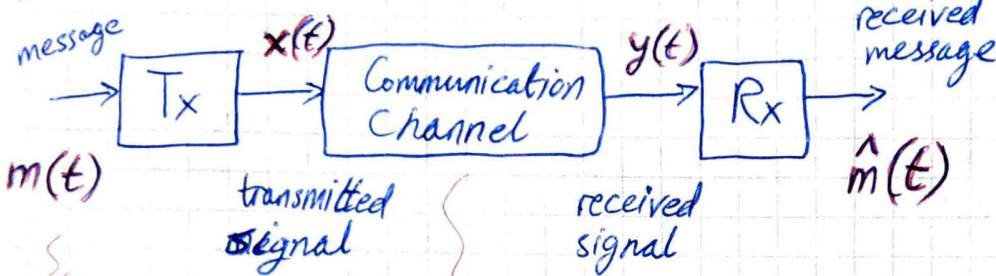 message
x(t)
y(t)
received
message
Tx
Communication
Channel
Rx
m(t)
transmitted
signal
received
signal
m̂(t)